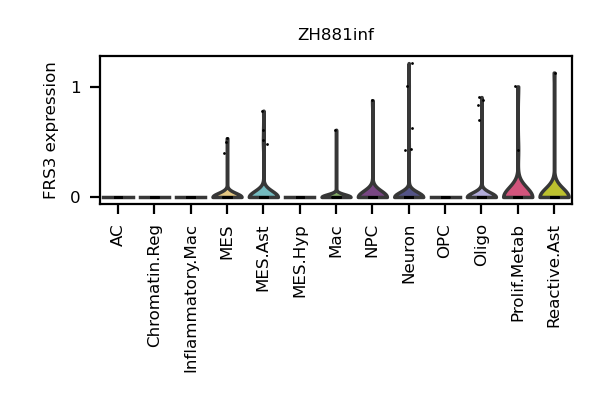 ZH881inf
FRS3 expression
1
0
AC
Chromatin.Reg
Inflammatory.Mac
MES
MES.Ast
MES.Hyp
Mac
NPC
Neuron
OPC
Oligo
Prolif.Metab
Reactive.Ast